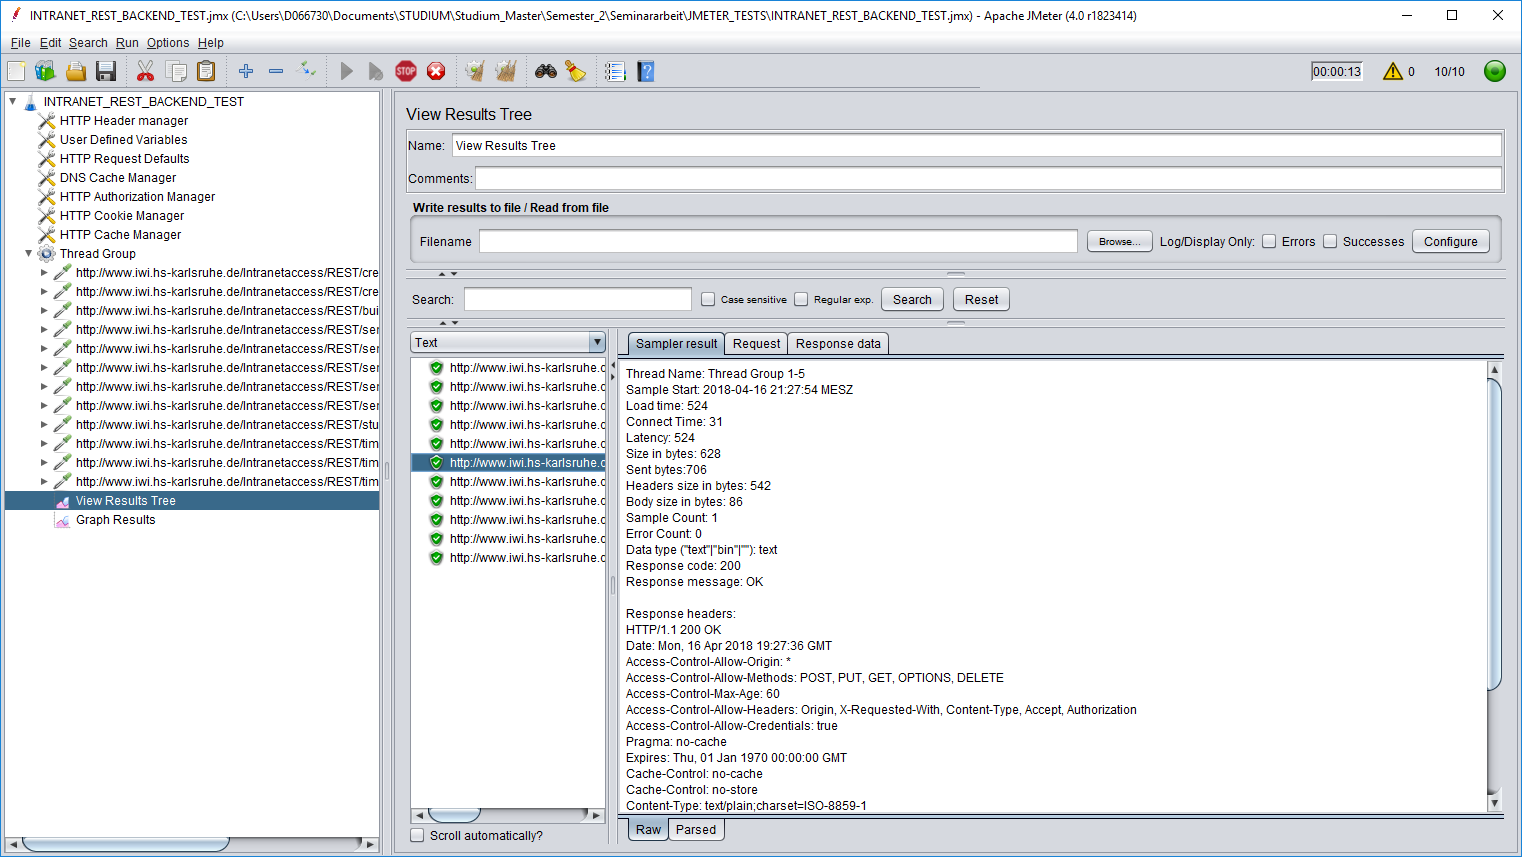 INTRANET_REST_BACKEND_TEST.jmx (C:\Users\D066730\Documents\STUDIUM\Studium_Master\Semester_2\Seminararbeit\JMETER_TESTS\INTRANET_REST_BACKEND_TEST.jmx) - Apache JMeter (4.0 r1823414)
File Edit Search Run Options Help
STOP
00:00:13 0 10/10
INTRANET_REST_BACKEND_TEST
HTTP Header manager
User Defined Variables
HTTP Request Defaults
DNS Cache Manager
HTTP Authorization Manager
HTTP Cookie Manager
HTTP Cache Manager
Thread Group
http://www.iwi.hs-karlsruhe.de/Intranetaccess/REST/cre
http://www.iwi.hs-karlsruhe.de/Intranetaccess/REST/cre
http://www.iwi.hs-karlsruhe.de/Intranetaccess/REST/bui
http://www.iwi.hs-karlsruhe.de/Intranetaccess/REST/ser
http://www.iwi.hs-karlsruhe.de/Intranetaccess/REST/ser
http://www.iwi.hs-karlsruhe.de/Intranetaccess/REST/ser
http://www.iwi.hs-karlsruhe.de/Intranetaccess/REST/ser
http://www.iwi.hs-karlsruhe.de/Intranetaccess/REST/ser
http://www.iwi.hs-karlsruhe.de/Intranetaccess/REST/stu
http://www.iwi.hs-karlsruhe.de/Intranetaccess/REST/tim
http://www.iwi.hs-karlsruhe.de/Intranetaccess/REST/tim
http://www.iwi.hs-karlsruhe.de/Intranetaccess/REST/tim
View Results Tree
Graph Results
View Results Tree
Name: View Results Tree
Comments:
Write results to file / Read from file
Filename Browse... Log/Display Only: Errors Successes Configure
Search: Case sensitive Regular exp. Search Reset
Text
http://www.iwi.hs-karlsruhe.d
http://www.iwi.hs-karlsruhe.d
http://www.iwi.hs-karlsruhe.d
http://www.iwi.hs-karlsruhe.d
http://www.iwi.hs-karlsruhe.d
http://www.iwi.hs-karlsruhe.d
http://www.iwi.hs-karlsruhe.d
http://www.iwi.hs-karlsruhe.d
http://www.iwi.hs-karlsruhe.d
http://www.iwi.hs-karlsruhe.d
http://www.iwi.hs-karlsruhe.d
Scroll automatically?
Sampler result Request Response data
Thread Name: Thread Group 1-5
Sample Start: 2018-04-16 21:27:54 MESZ
Load time: 524
Connect Time: 31
Latency: 524
Size in bytes: 628
Sent bytes:706
Headers size in bytes: 542
Body size in bytes: 86
Sample Count: 1
Error Count: 0
Data type ("text"|"bin"|""): text
Response code: 200
Response message: OK
Response headers:
HTTP/1.1 200 OK
Date: Mon, 16 Apr 2018 19:27:36 GMT
Access-Control-Allow-Origin: *
Access-Control-Allow-Methods: POST, PUT, GET, OPTIONS, DELETE
Access-Control-Max-Age: 60
Access-Control-Allow-Headers: Origin, X-Requested-With, Content-Type, Accept, Authorization
Access-Control-Allow-Credentials: true
Pragma: no-cache
Expires: Thu, 01 Jan 1970 00:00:00 GMT
Cache-Control: no-cache
Cache-Control: no-store
Content-Type: text/plain;charset=ISO-8859-1
Raw Parsed